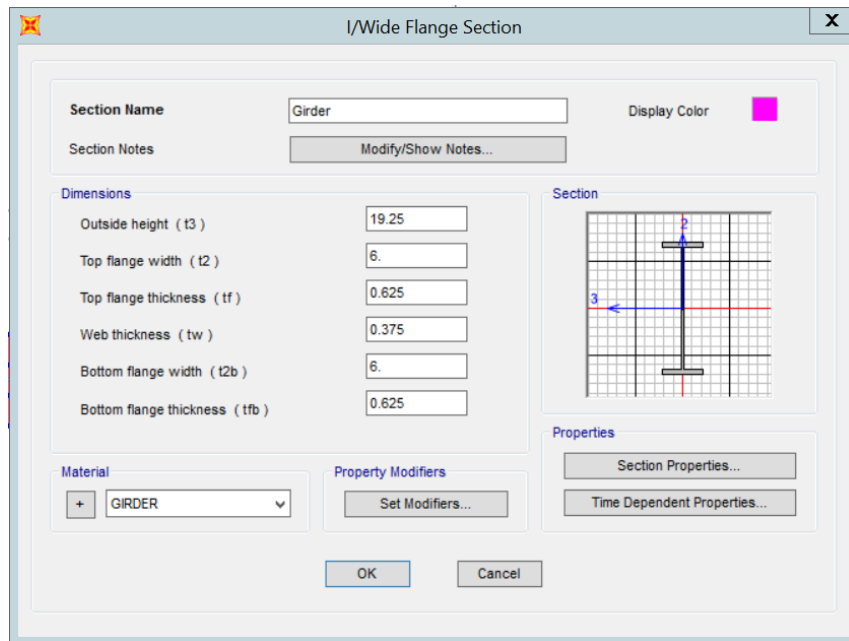 I/Wide Flange Section
X
Section Name
Girder
Display Color
Section Notes
Modify/Show Notes...
Dimensions
Outside height ( t3 )
19.25
Top flange width ( t2 )
6.
Top flange thickness ( tf )
0.625
Web thickness ( tw )
0.375
Bottom flange width ( t2b )
6.
Bottom flange thickness ( tfb )
0.625
Section
2
3
Properties
Section Properties...
Time Dependent Properties...
Material
+
GIRDER
Property Modifiers
Set Modifiers...
OK
Cancel